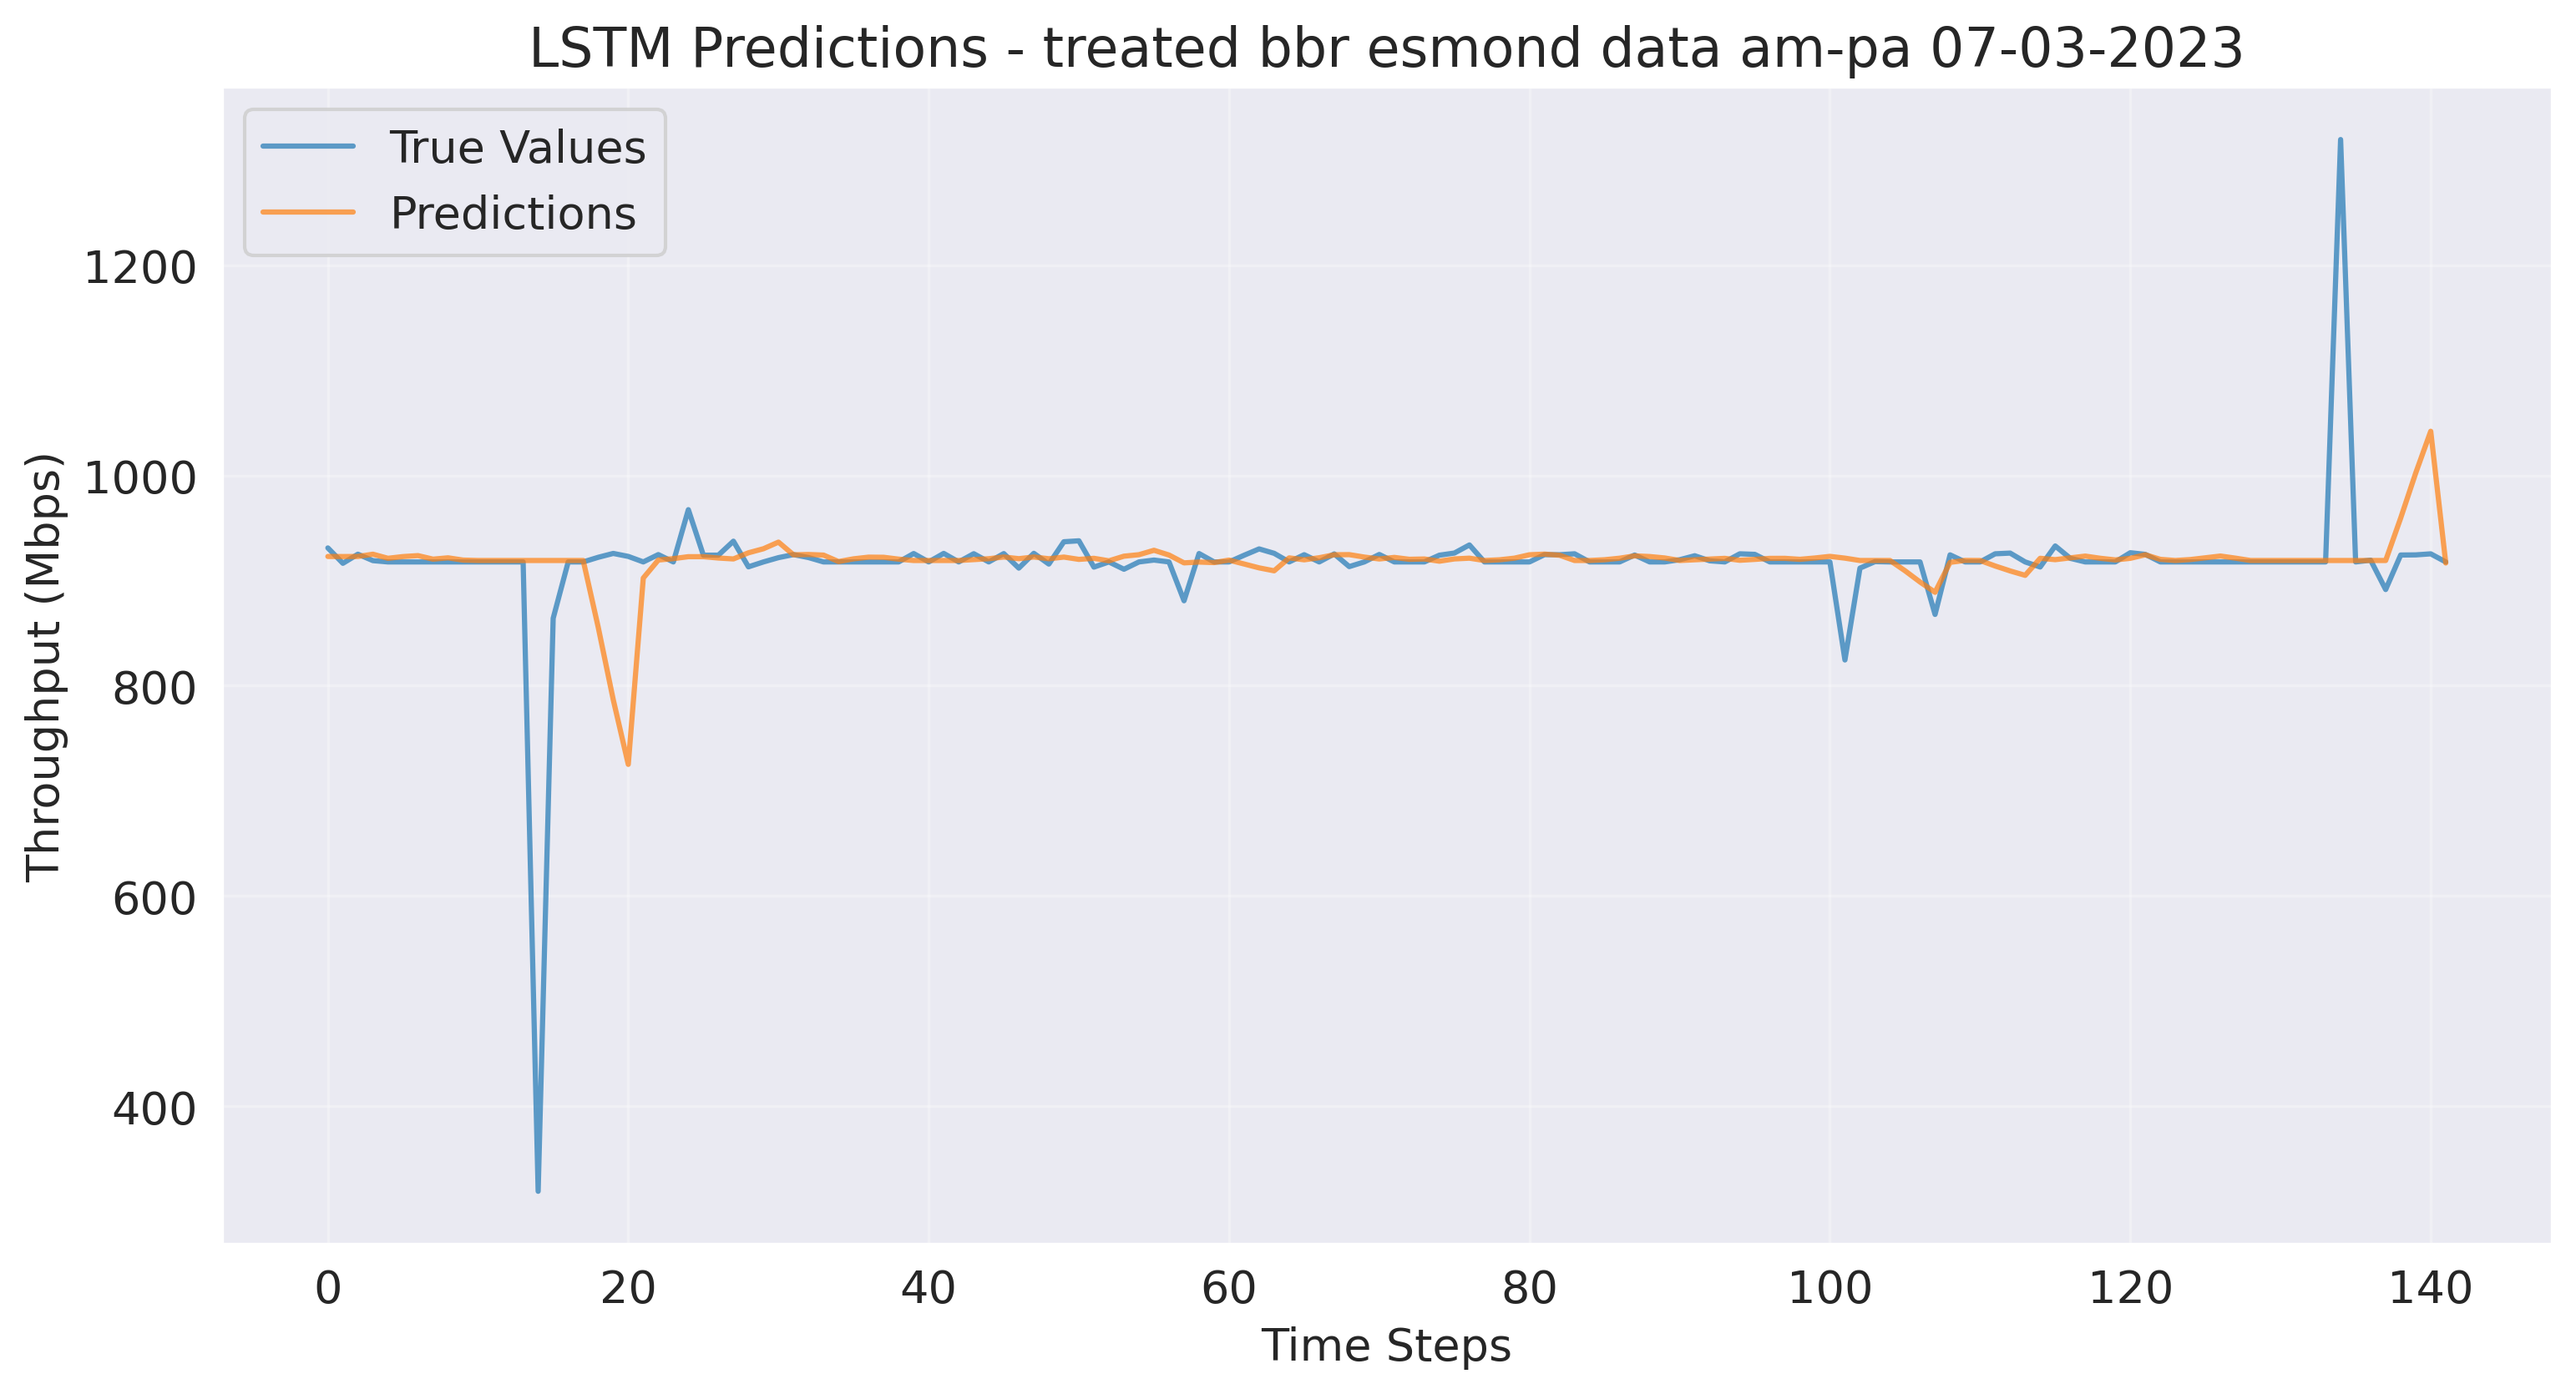 LSTM Predictions - treated bbr esmond data am-pa 07-03-2023
True Values
Predictions
Throughput (Mbps)
1200
1000
800
600
400
0 20 40 60 80 100 120 140
Time Steps